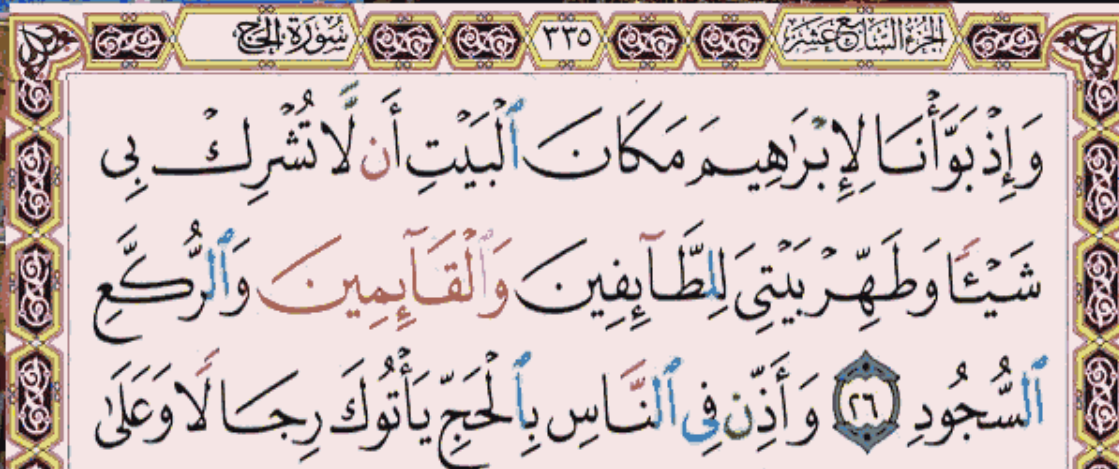 الجزء السابع عشر ٣٣٥ سورة الحج
وَإِذْ بَوَّأْنَا لِإِبْرَٰهِيمَ مَكَانَ ٱلْبَيْتِ أَن لَّا تُشْرِكْ بِى
شَيْـًٔا وَطَهِّرْ بَيْتِىَ لِلطَّآئِفِينَ وَٱلْقَآئِمِينَ وَٱلرُّكَّعِ
ٱلسُّجُودِ ٢٦ وَأَذِّن فِى ٱلنَّاسِ بِٱلْحَجِّ يَأْتُوكَ رِجَالًا وَعَلَىٰ